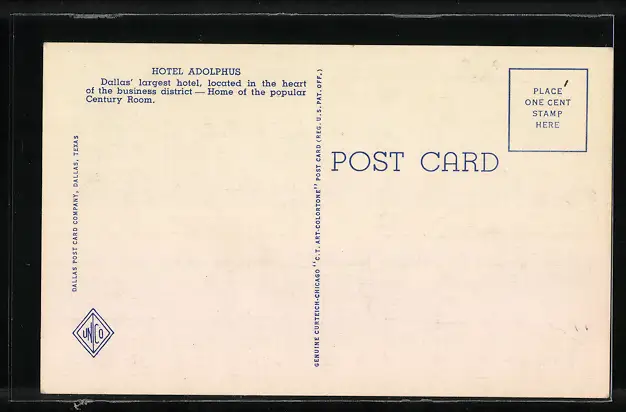 HOTEL ADOLPHUS
Dallas' largest hotel, located in the heart
of the business district — Home of the popular
Century Room.
DALLAS POST CARD COMPANY, DALLAS, TEXAS
UNICO
GENUINE CURTEICH-CHICAGO "C.T. ART-COLORTONE" POST CARD (REG. U.S. PAT. OFF.)
POST CARD
PLACE
ONE CENT
STAMP
HERE